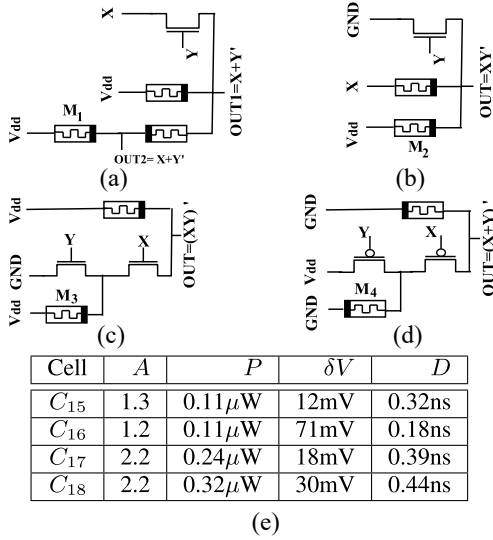 X
Y
Vdd
OUT1=X+Y'
M1
Vdd
OUT2= X+Y'
(a)
GND
Y
X
OUT=XY'
Vdd
M2
(b)
Vdd
Y
X
OUT=(XY)'
GND
M3
Vdd
(c)
GND
Y
X
OUT=(X+Y)'
Vdd
M4
GND
(d)
Cell A P δV D
C15 1.3 0.11μW 12mV 0.32ns
C16 1.2 0.11μW 71mV 0.18ns
C17 2.2 0.24μW 18mV 0.39ns
C18 2.2 0.32μW 30mV 0.44ns
(e)